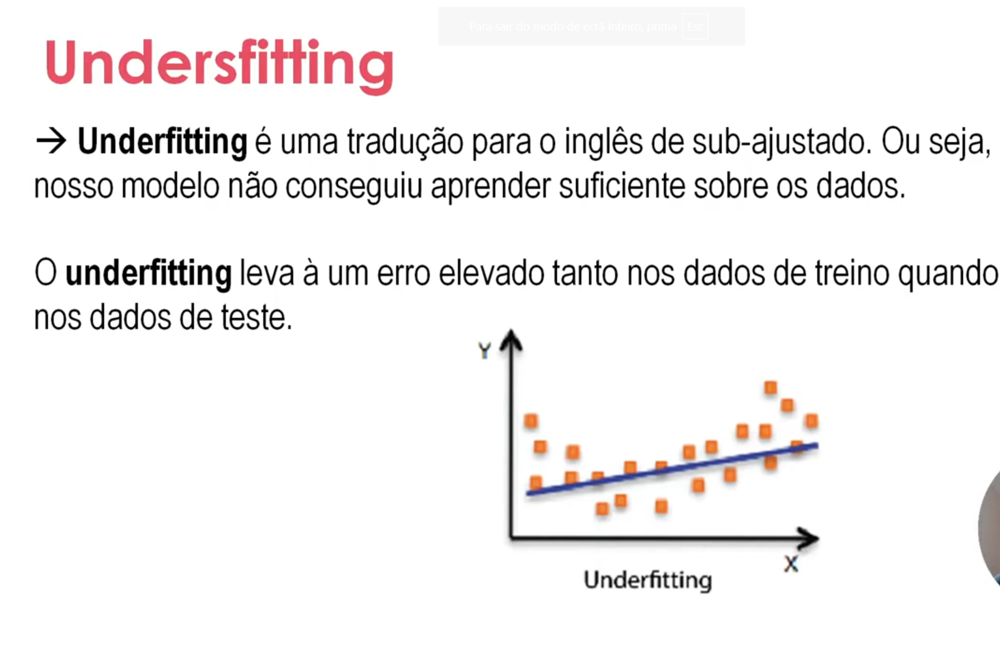 Para sair do modo de ecrã inteiro, prima Esc
Undersfitting
→ Underfitting é uma tradução para o inglês de sub-ajustado. Ou seja,
nosso modelo não conseguiu aprender suficiente sobre os dados.
O underfitting leva à um erro elevado tanto nos dados de treino quando
nos dados de teste.
Y
X
Underfitting